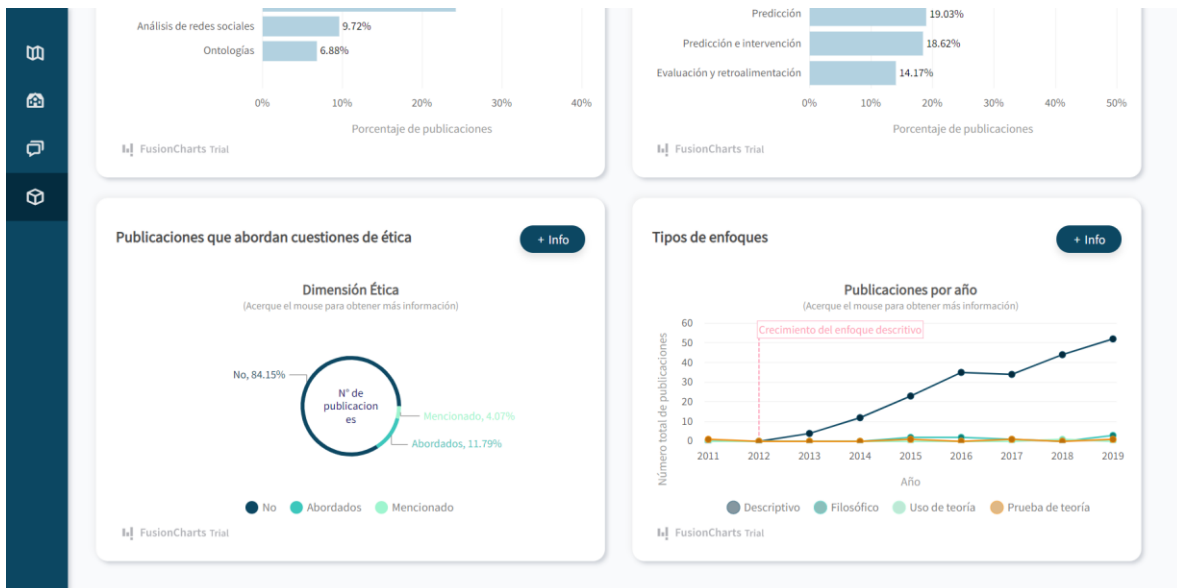 Análisis de redes sociales
9.72%
Ontologías
6.88%
0% 10% 20% 30% 40%
Porcentaje de publicaciones
FusionCharts Trial
Predicción
19.03%
Predicción e intervención
18.62%
Evaluación y retroalimentación
14.17%
0% 10% 20% 30% 40% 50%
Porcentaje de publicaciones
FusionCharts Trial
Publicaciones que abordan cuestiones de ética
+ Info
Dimensión Ética
(Acerque el mouse para obtener más información)
No, 84.15%
N° de
publicacion
es
Mencionado, 4.07%
Abordados, 11.79%
No Abordados Mencionado
FusionCharts Trial
Tipos de enfoques
+ Info
Publicaciones por año
(Acerque el mouse para obtener más información)
Número total de publicaciones
60
50
40
30
20
10
0
Crecimiento del enfoque descritivo
2011 2012 2013 2014 2015 2016 2017 2018 2019
Año
Descriptivo Filosófico Uso de teoría Prueba de teoría
FusionCharts Trial